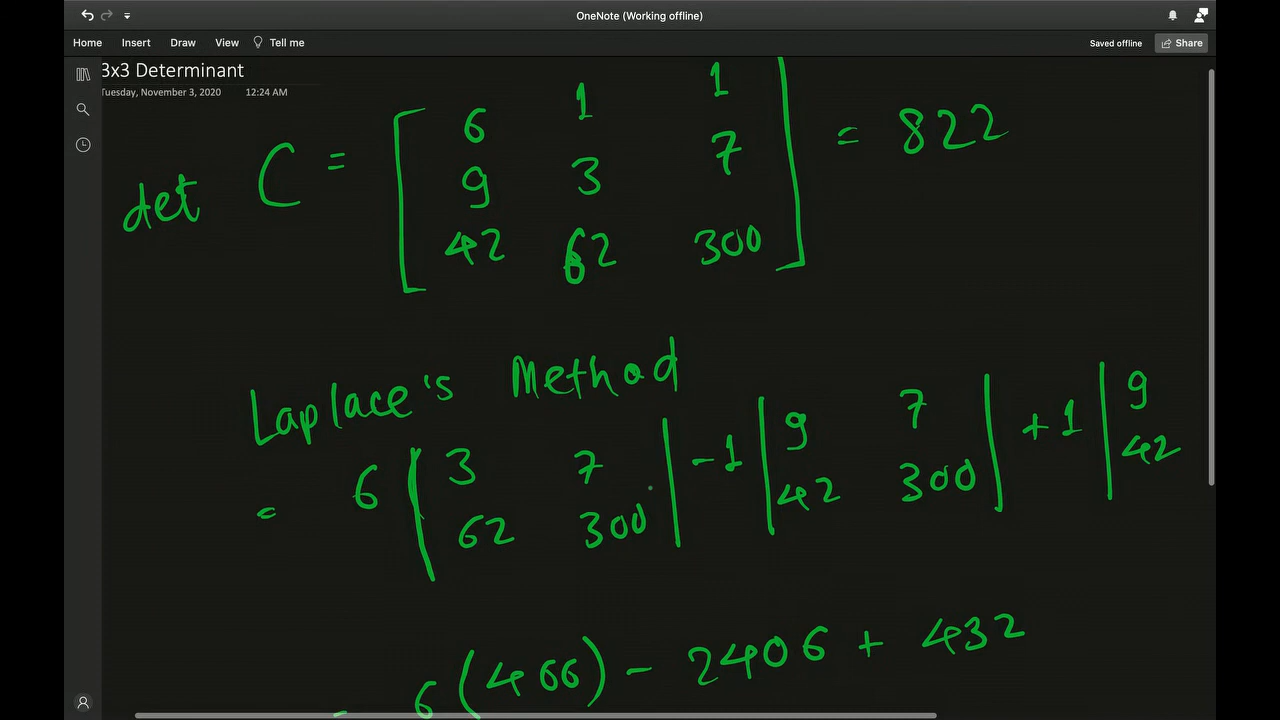 OneNote (Working offline)
Home Insert Draw View Tell me Saved offline Share
3x3 Determinant
Tuesday, November 3, 2020 12:24 AM
det C = [ 6 1 1
9 3 7
42 62 300 ] = 822
Laplace's Method
= 6 | 3 7 | -1 | 9 7 | +1 | 9
62 300 42 300 42
= 6 (466) - 2406 + 432